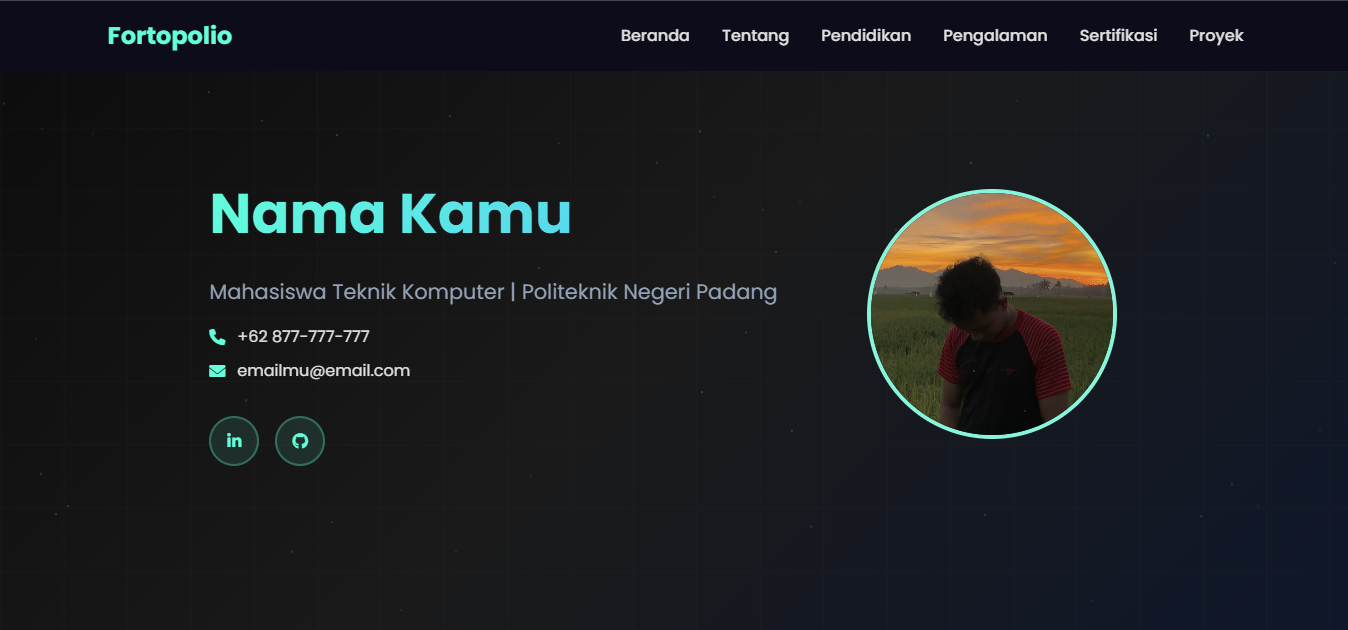 Fortopolio
Beranda Tentang Pendidikan Pengalaman Sertifikasi Proyek
Nama Kamu
Mahasiswa Teknik Komputer | Politeknik Negeri Padang
+62 877-777-777
emailmu@email.com
in